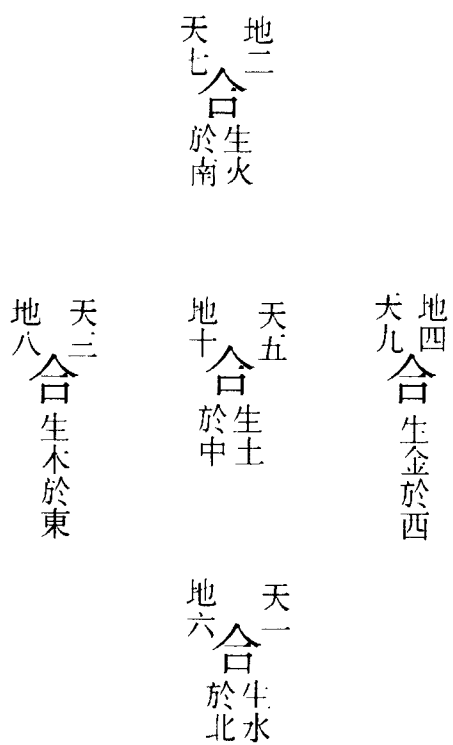 地二
天七
合
生火
於南
地四
天九
合
生金於西
天五
地十
合
生土
於中
天三
地八
合
生木於東
天一
地六
合
生水
於北